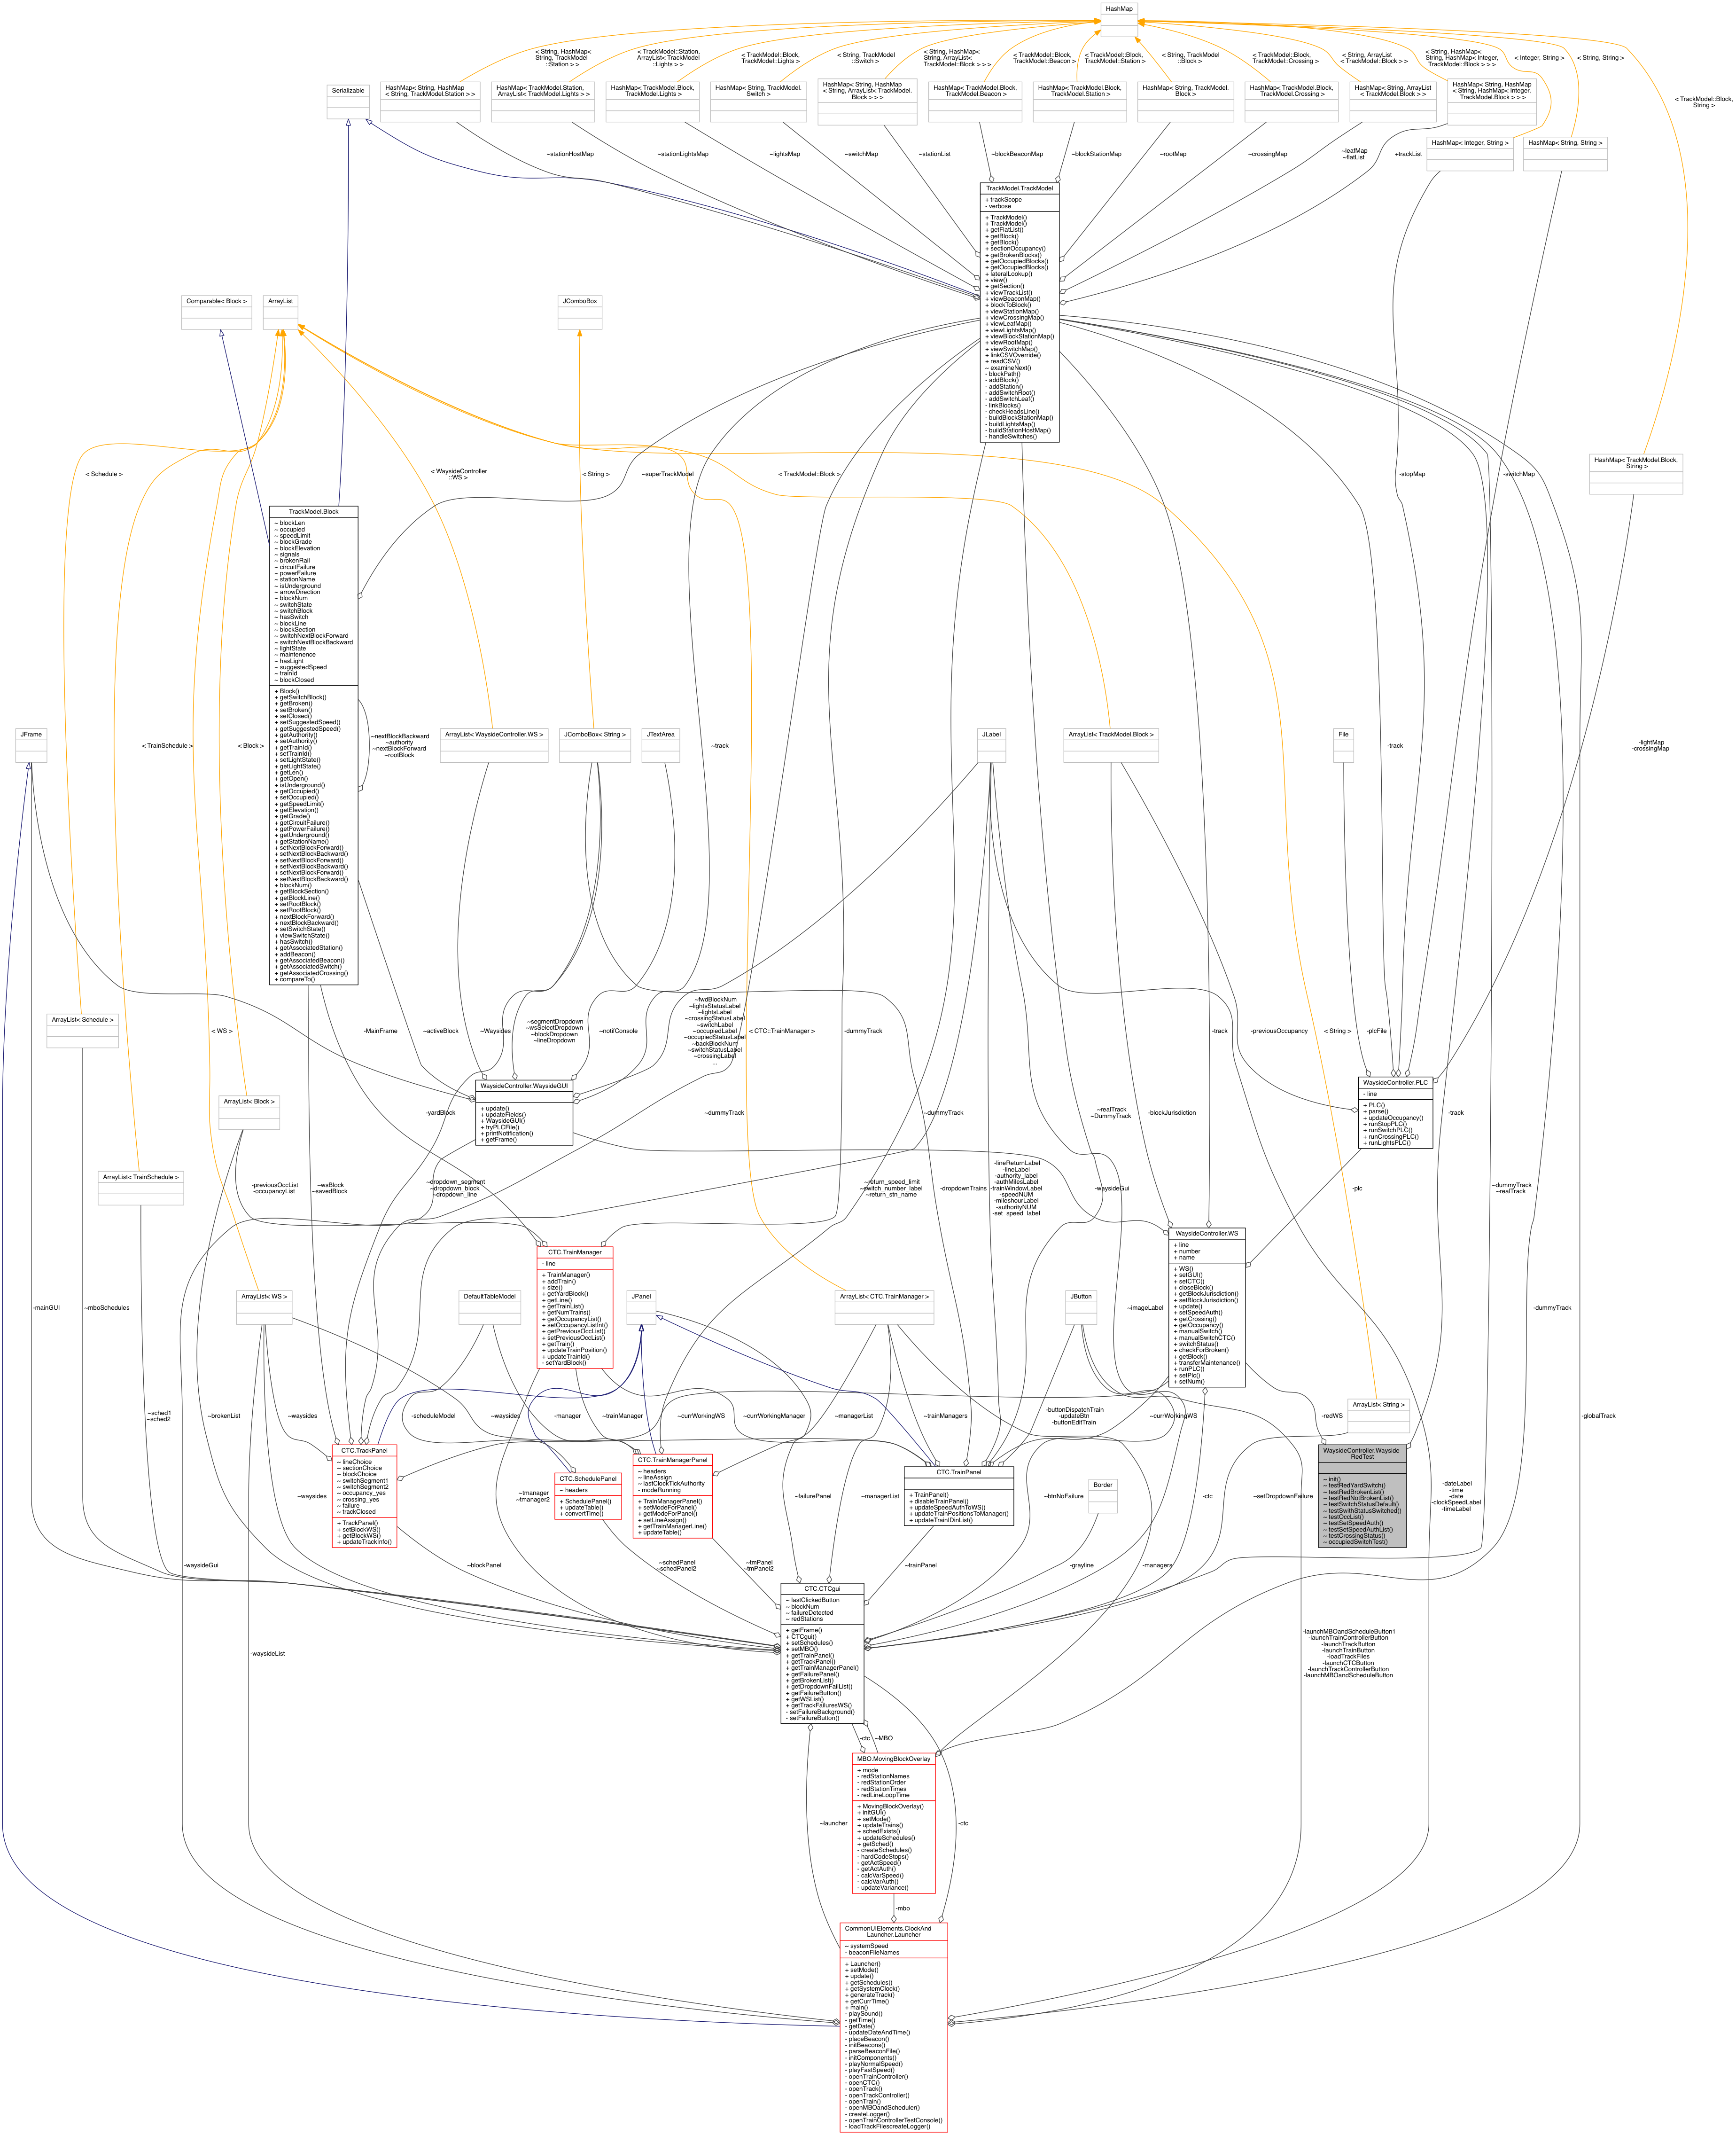 HashMap
< String, HashMap<
String, TrackModel
::Station > >
< TrackModel::Station,
ArrayList< TrackModel
::Lights > >
< TrackModel::Block,
TrackModel::Lights >
< String, TrackModel
::Switch >
< String, HashMap<
String, ArrayList<
TrackModel::Block > > >
< TrackModel::Block,
TrackModel::Beacon >
< TrackModel::Block,
TrackModel::Station >
< String, TrackModel
::Block >
< TrackModel::Block,
TrackModel::Crossing >
< String, ArrayList
< TrackModel::Block > >
< String, HashMap<
String, HashMap< Integer,
TrackModel::Block > > >
< Integer, String >
< String, String >
< TrackModel::Block,
String >
Serializable
HashMap< String, HashMap
< String, TrackModel.Station > >
HashMap< TrackModel.Station,
ArrayList< TrackModel.Lights > >
HashMap< TrackModel.Block,
TrackModel.Lights >
HashMap< String, TrackModel.
Switch >
HashMap< String, HashMap
< String, ArrayList< TrackModel.
Block > > >
HashMap< TrackModel.Block,
TrackModel.Beacon >
HashMap< TrackModel.Block,
TrackModel.Station >
HashMap< String, TrackModel.
Block >
HashMap< TrackModel.Block,
TrackModel.Crossing >
HashMap< String, ArrayList
< TrackModel.Block > >
HashMap< String, HashMap
< String, HashMap< Integer,
TrackModel.Block > > >
HashMap< Integer, String >
HashMap< String, String >
~stationHostMap
~stationLightsMap
~lightsMap
~switchMap
~stationList
~blockBeaconMap
~blockStationMap
~rootMap
~crossingMap
~leafMap
~flatList
+trackList
TrackModel.TrackModel
+ trackScope
- verbose
+ TrackModel()
+ TrackModel()
+ getFlatList()
+ getBlock()
+ getBlock()
+ sectionOccupancy()
+ getBrokenBlocks()
+ getOccupiedBlocks()
+ getOccupiedBlocks()
+ lateralLookup()
+ view()
+ getSection()
+ viewTrackList()
+ viewBeaconMap()
+ blockToBlock()
+ viewStationMap()
+ viewCrossingMap()
+ viewLeafMap()
+ viewLightsMap()
+ viewBlockStationMap()
+ viewRootMap()
+ viewSwitchMap()
+ linkCSVOverride()
+ readCSV()
~ examineNext()
- blockPath()
- addBlock()
- addStation()
- addSwitchRoot()
- addSwitchLeaf()
- linkBlocks()
- checkHeadsLine()
- buildBlockStationMap()
- buildLightsMap()
- buildStationHostMap()
- handleSwitches()
Comparable< Block >
ArrayList
JComboBox
< Schedule >
< WaysideController
::WS >
< String >
~superTrackModel
< TrackModel::Block >
-stopMap
-switchMap
HashMap< TrackModel.Block,
String >
TrackModel.Block
~ blockLen
~ occupied
~ speedLimit
~ blockGrade
~ blockElevation
~ signals
~ brokenRail
~ circuitFailure
~ powerFailure
~ stationName
~ isUnderground
~ arrowDirection
~ blockNum
~ switchState
~ switchBlock
~ hasSwitch
~ blockLine
~ blockSection
~ switchNextBlockForward
~ switchNextBlockBackward
~ lightState
~ maintenence
~ hasLight
~ suggestedSpeed
~ trainId
~ blockClosed
+ Block()
+ getSwitchBlock()
+ getBroken()
+ setBroken()
+ setClosed()
+ setSuggestedSpeed()
+ getSuggestedSpeed()
+ getAuthority()
+ setAuthority()
+ getTrainId()
+ setTrainId()
+ setLightState()
+ getLightState()
+ getLen()
+ getOpen()
+ isUnderground()
+ getOccupied()
+ setOccupied()
+ getSpeedLimit()
+ getElevation()
+ getGrade()
+ getCircuitFailure()
+ getPowerFailure()
+ getUnderground()
+ getStationName()
+ setNextBlockForward()
+ setNextBlockBackward()
+ setNextBlockForward()
+ setNextBlockBackward()
+ setNextBlockForward()
+ setNextBlockBackward()
+ blockNum()
+ getBlockSection()
+ getBlockLine()
+ setRootBlock()
+ setRootBlock()
+ nextBlockForward()
+ nextBlockBackward()
+ setSwitchState()
+ viewSwitchState()
+ hasSwitch()
+ getAssociatedStation()
+ addBeacon()
+ getAssociatedBeacon()
+ getAssociatedSwitch()
+ getAssociatedCrossing()
+ compareTo()
~nextBlockBackward
~authority
~nextBlockForward
~rootBlock
JFrame
< TrainSchedule >
< Block >
ArrayList< WaysideController.WS >
JComboBox< String >
JTextArea
~track
JLabel
ArrayList< TrackModel.Block >
File
-track
-lightMap
-crossingMap
ArrayList< Schedule >
< WS >
-MainFrame
~activeBlock
~Waysides
~segmentDropdown
~wsSelectDropdown
~blockDropdown
~lineDropdown
~notifConsole
~fwdBlockNum
~lightsStatusLabel
~lightsLabel
~crossingStatusLabel
~switchLabel
~occupiedLabel
~occupiedStatusLabel
~backBlockNum
~switchStatusLabel
~crossingLabel
...
< CTC::TrainManager >
-dummyTrack
-track
-previousOccupancy
< String >
-plcFile
WaysideController.WaysideGUI
+ update()
+ updateFields()
+ WaysideGUI()
+ tryPLCFile()
+ printNotification()
+ getFrame()
WaysideController.PLC
- line
+ PLC()
+ parse()
+ updateOccupancy()
+ runStopPLC()
+ runSwitchPLC()
+ runCrossingPLC()
+ runLightsPLC()
ArrayList< Block >
-yardBlock
~dummyTrack
~dummyTrack
~realTrack
~DummyTrack
-blockJurisdiction
-track
ArrayList< TrainSchedule >
-previousOccList
-occupancyList
~wsBlock
~savedBlock
~dropdown_segment
~dropdown_block
~dropdown_line
~return_speed_limit
~switch_number_label
~return_stn_name
-dropdownTrains
-lineReturnLabel
-lineLabel
-authority_label
-authMilesLabel
-trainWindowLabel
-speedNUM
-mileshourLabel
-authorityNUM
-set_speed_label
-waysideGui
-plc
~dummyTrack
~realTrack
CTC.TrainManager
- line
+ TrainManager()
+ addTrain()
+ size()
+ getYardBlock()
+ getLine()
+ getTrainList()
+ getNumTrains()
+ getOccupancyList()
+ setOccupancyListInt()
+ getPreviousOccList()
+ setPreviousOccList()
+ getTrain()
+ updateTrainPosition()
+ updateTrainId()
- setYardBlock()
WaysideController.WS
+ line
+ number
+ name
+ WS()
+ setGUI()
+ setCTC()
+ closeBlock()
+ getBlockJurisdiction()
+ setBlockJurisdiction()
+ update()
+ setSpeedAuth()
+ getCrossing()
+ getOccupancy()
+ manualSwitch()
+ manualSwitchCTC()
+ switchStatus()
+ checkForBroken()
+ getBlock()
+ transferMaintenance()
+ runPLC()
+ setPlc()
+ setNum()
-mainGUI
~mboSchedules
ArrayList< WS >
DefaultTableModel
JPanel
ArrayList< CTC.TrainManager >
JButton
~imageLabel
-dummyTrack
ArrayList< String >
~sched1
~sched2
~brokenList
~waysides
-scheduleModel
~waysides
-manager
~trainManager
~currWorkingManager
~managerList
~trainManagers
-buttonDispatchTrain
-updateBtn
-buttonEditTrain
~currWorkingWS
-redWS
-globalTrack
CTC.TrackPanel
~ lineChoice
~ sectionChoice
~ blockChoice
~ switchSegment1
~ switchSegment2
~ occupancy_yes
~ crossing_yes
~ failure
~ trackClosed
+ TrackPanel()
+ setBlockWS()
+ getBlockWS()
+ updateTrackInfo()
CTC.SchedulePanel
~ headers
+ SchedulePanel()
+ updateTable()
+ convertTime()
CTC.TrainManagerPanel
~ headers
~ lineAssign
~ lastClockTickAuthority
- modeRunning
+ TrainManagerPanel()
+ setModeForPanel()
+ getModeForPanel()
+ setLineAssign()
+ getTrainManagerLine()
+ updateTable()
CTC.TrainPanel
+ TrainPanel()
+ disableTrainPanel()
+ updateSpeedAuthToWS()
+ updateTrainPositionsToManager()
+ updateTrainIDinList()
Border
WaysideController.Wayside
RedTest
~ init()
~ testRedYardSwitch()
~ testRedBrokenList()
~ testRedNotBrokenList()
~ testSwitchStatusDefault()
~ testSwithStatusSwitched()
~ testOccList()
~ testSetSpeedAuth()
~ testSetSpeedAuthList()
~ testCrossingStatus()
~ occupiedSwitchTest()
~waysides
~tmanager
~tmanager2
~failurePanel
~managerList
~btnNoFailure
-ctc
~setDropdownFailure
-dateLabel
-time
-date
-clockSpeedLabel
-timeLabel
-waysideGui
~blockPanel
~schedPanel
~schedPanel2
~tmPanel
~tmPanel2
~trainPanel
-grayline
-managers
CTC.CTCgui
~ lastClickedButton
~ blockNum
~ failureDetected
~ redStations
+ getFrame()
+ CTCgui()
+ setSchedules()
+ setMBO()
+ getTrainPanel()
+ getTrackPanel()
+ getTrainManagerPanel()
+ getFailurePanel()
+ getBrokenList()
+ getDropdownFailList()
+ getFailureButton()
+ getWSList()
+ getTrackFailuresWS()
- setFailureBackground()
- setFailureButton()
-waysideList
-launchMBOandScheduleButton1
-launchTrainControllerButton
-launchTrackButton
-launchTrainButton
-loadTrackFiles
-launchCTCButton
-launchTrackControllerButton
-launchMBOandScheduleButton
-ctc
~MBO
MBO.MovingBlockOverlay
+ mode
- redStationNames
- redStationOrder
- redStationTimes
- redLineLoopTime
+ MovingBlockOverlay()
+ initGUI()
+ setMode()
+ updateTrains()
+ schedExists()
+ updateSchedules()
+ getSched()
- createSchedules()
- hardCodeStops()
- getActSpeed()
- getActAuth()
- calcVarSpeed()
- calcVarAuth()
- updateVariance()
~launcher
-ctc
-mbo
CommonUIElements.ClockAnd
Launcher.Launcher
~ systemSpeed
- beaconFileNames
+ Launcher()
+ setMode()
+ update()
+ getSchedules()
+ getSystemClock()
+ generateTrack()
+ getCurrTime()
+ main()
- playSound()
- getTime()
- getDate()
- updateDateAndTime()
- placeBeacon()
- initBeacons()
- parseBeaconFile()
- initComponents()
- playNormalSpeed()
- playFastSpeed()
- openTrainController()
- openCTC()
- openTrack()
- openTrackController()
- openTrain()
- openMBOandScheduler()
- createLogger()
- openTrainControllerTestConsole()
- loadTrackFilescreateLogger()